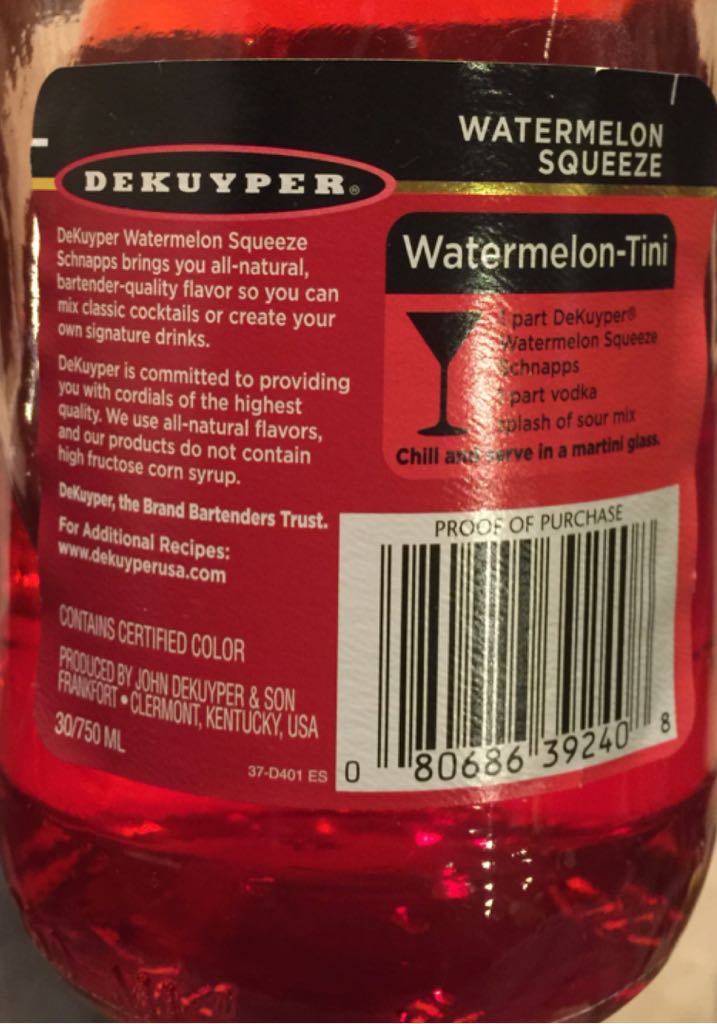 WATERMELON
SQUEEZE
DEKUYPER®
DeKuyper Watermelon Squeeze
Schnapps brings you all-natural,
bartender-quality flavor so you can
mix classic cocktails or create your
own signature drinks.
DeKuyper is committed to providing
you with cordials of the highest
quality. We use all-natural flavors,
and our products do not contain
high fructose corn syrup.
DeKuyper, the Brand Bartenders Trust.
For Additional Recipes:
www.dekuyperusa.com
CONTAINS CERTIFIED COLOR
PRODUCED BY JOHN DEKUYPER & SON
FRANKFORT • CLERMONT, KENTUCKY, USA
30/750 ML
37-D401 ES
Watermelon-Tini
1 part DeKuyper®
Watermelon Squeeze
Schnapps
part vodka
splash of sour mix
Chill and serve in a martini glass.
PROOF OF PURCHASE
0 80686 39240 8